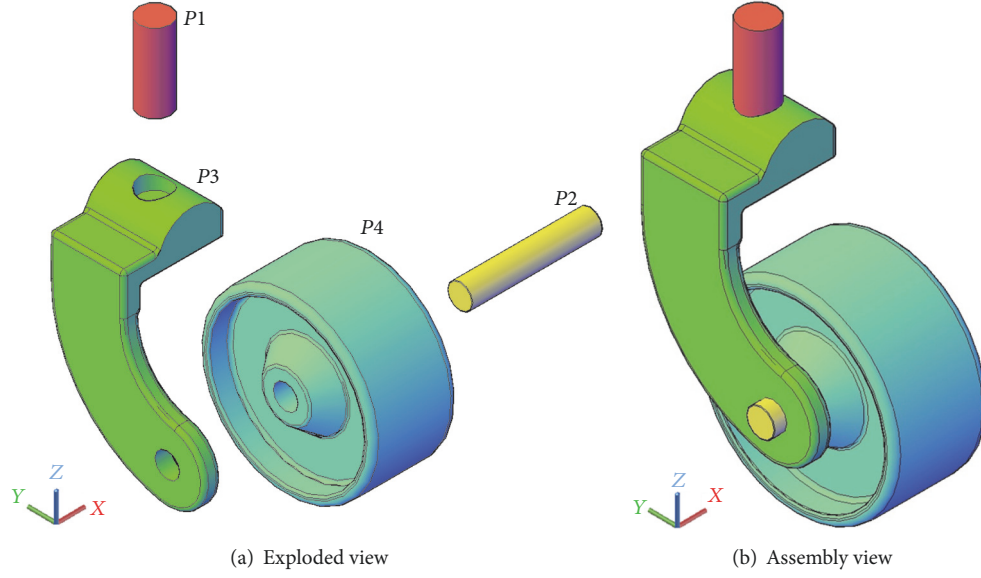 P1
P3
P2
P4
Z
Y
X
Z
Y
X
(a) Exploded view
(b) Assembly view